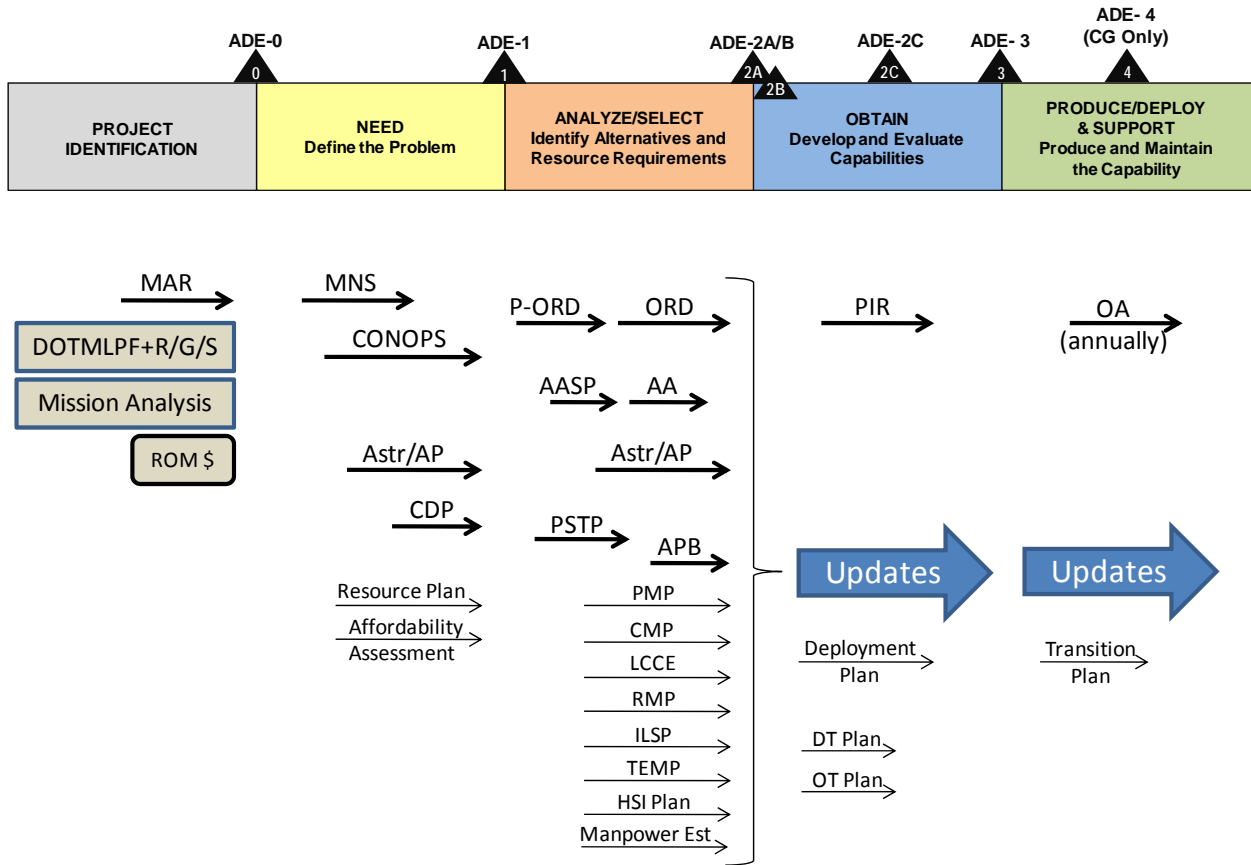 ADE-0
ADE-1
ADE-2A/B
ADE-2C
ADE- 3
ADE- 4
(CG Only)
0
1
2A
2B
2C
3
4
PROJECT
IDENTIFICATION
NEED
Define the Problem
ANALYZE/SELECT
Identify Alternatives and
Resource Requirements
OBTAIN
Develop and Evaluate
Capabilities
PRODUCE/DEPLOY
& SUPPORT
Produce and Maintain
the Capability
MAR
DOTMLPF+R/G/S
Mission Analysis
ROM $
MNS
CONOPS
Astr/AP
CDP
Resource Plan
Affordability
Assessment
P-ORD
ORD
AASP
AA
Astr/AP
PSTP
APB
PMP
CMP
LCCE
RMP
ILSP
TEMP
HSI Plan
Manpower Est
PIR
Updates
Deployment
Plan
DT Plan
OT Plan
OA
(annually)
Updates
Transition
Plan